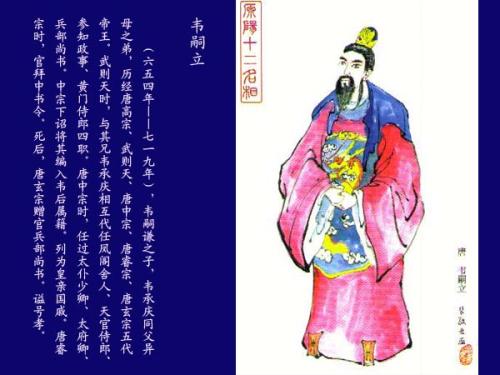 韦嗣立
（六五四年——七一九年），韦嗣谦之子，韦承庆同父异
母之弟，历经唐高宗、武则天、唐中宗、唐睿宗、唐玄宗五代
帝王。武则天时，与其兄韦承庆相互代任凤阁舍人、天官侍郎、
参知政事、黄门侍郎四职。唐中宗时，任过太仆少卿、太府卿、
兵部尚书。中宗下诏将其编入韦后属籍，列为皇亲国戚。唐睿
宗时，官拜中书令。死后，唐玄宗赠官兵部尚书。谥号孝。
原阳十二名相
唐 韦嗣立